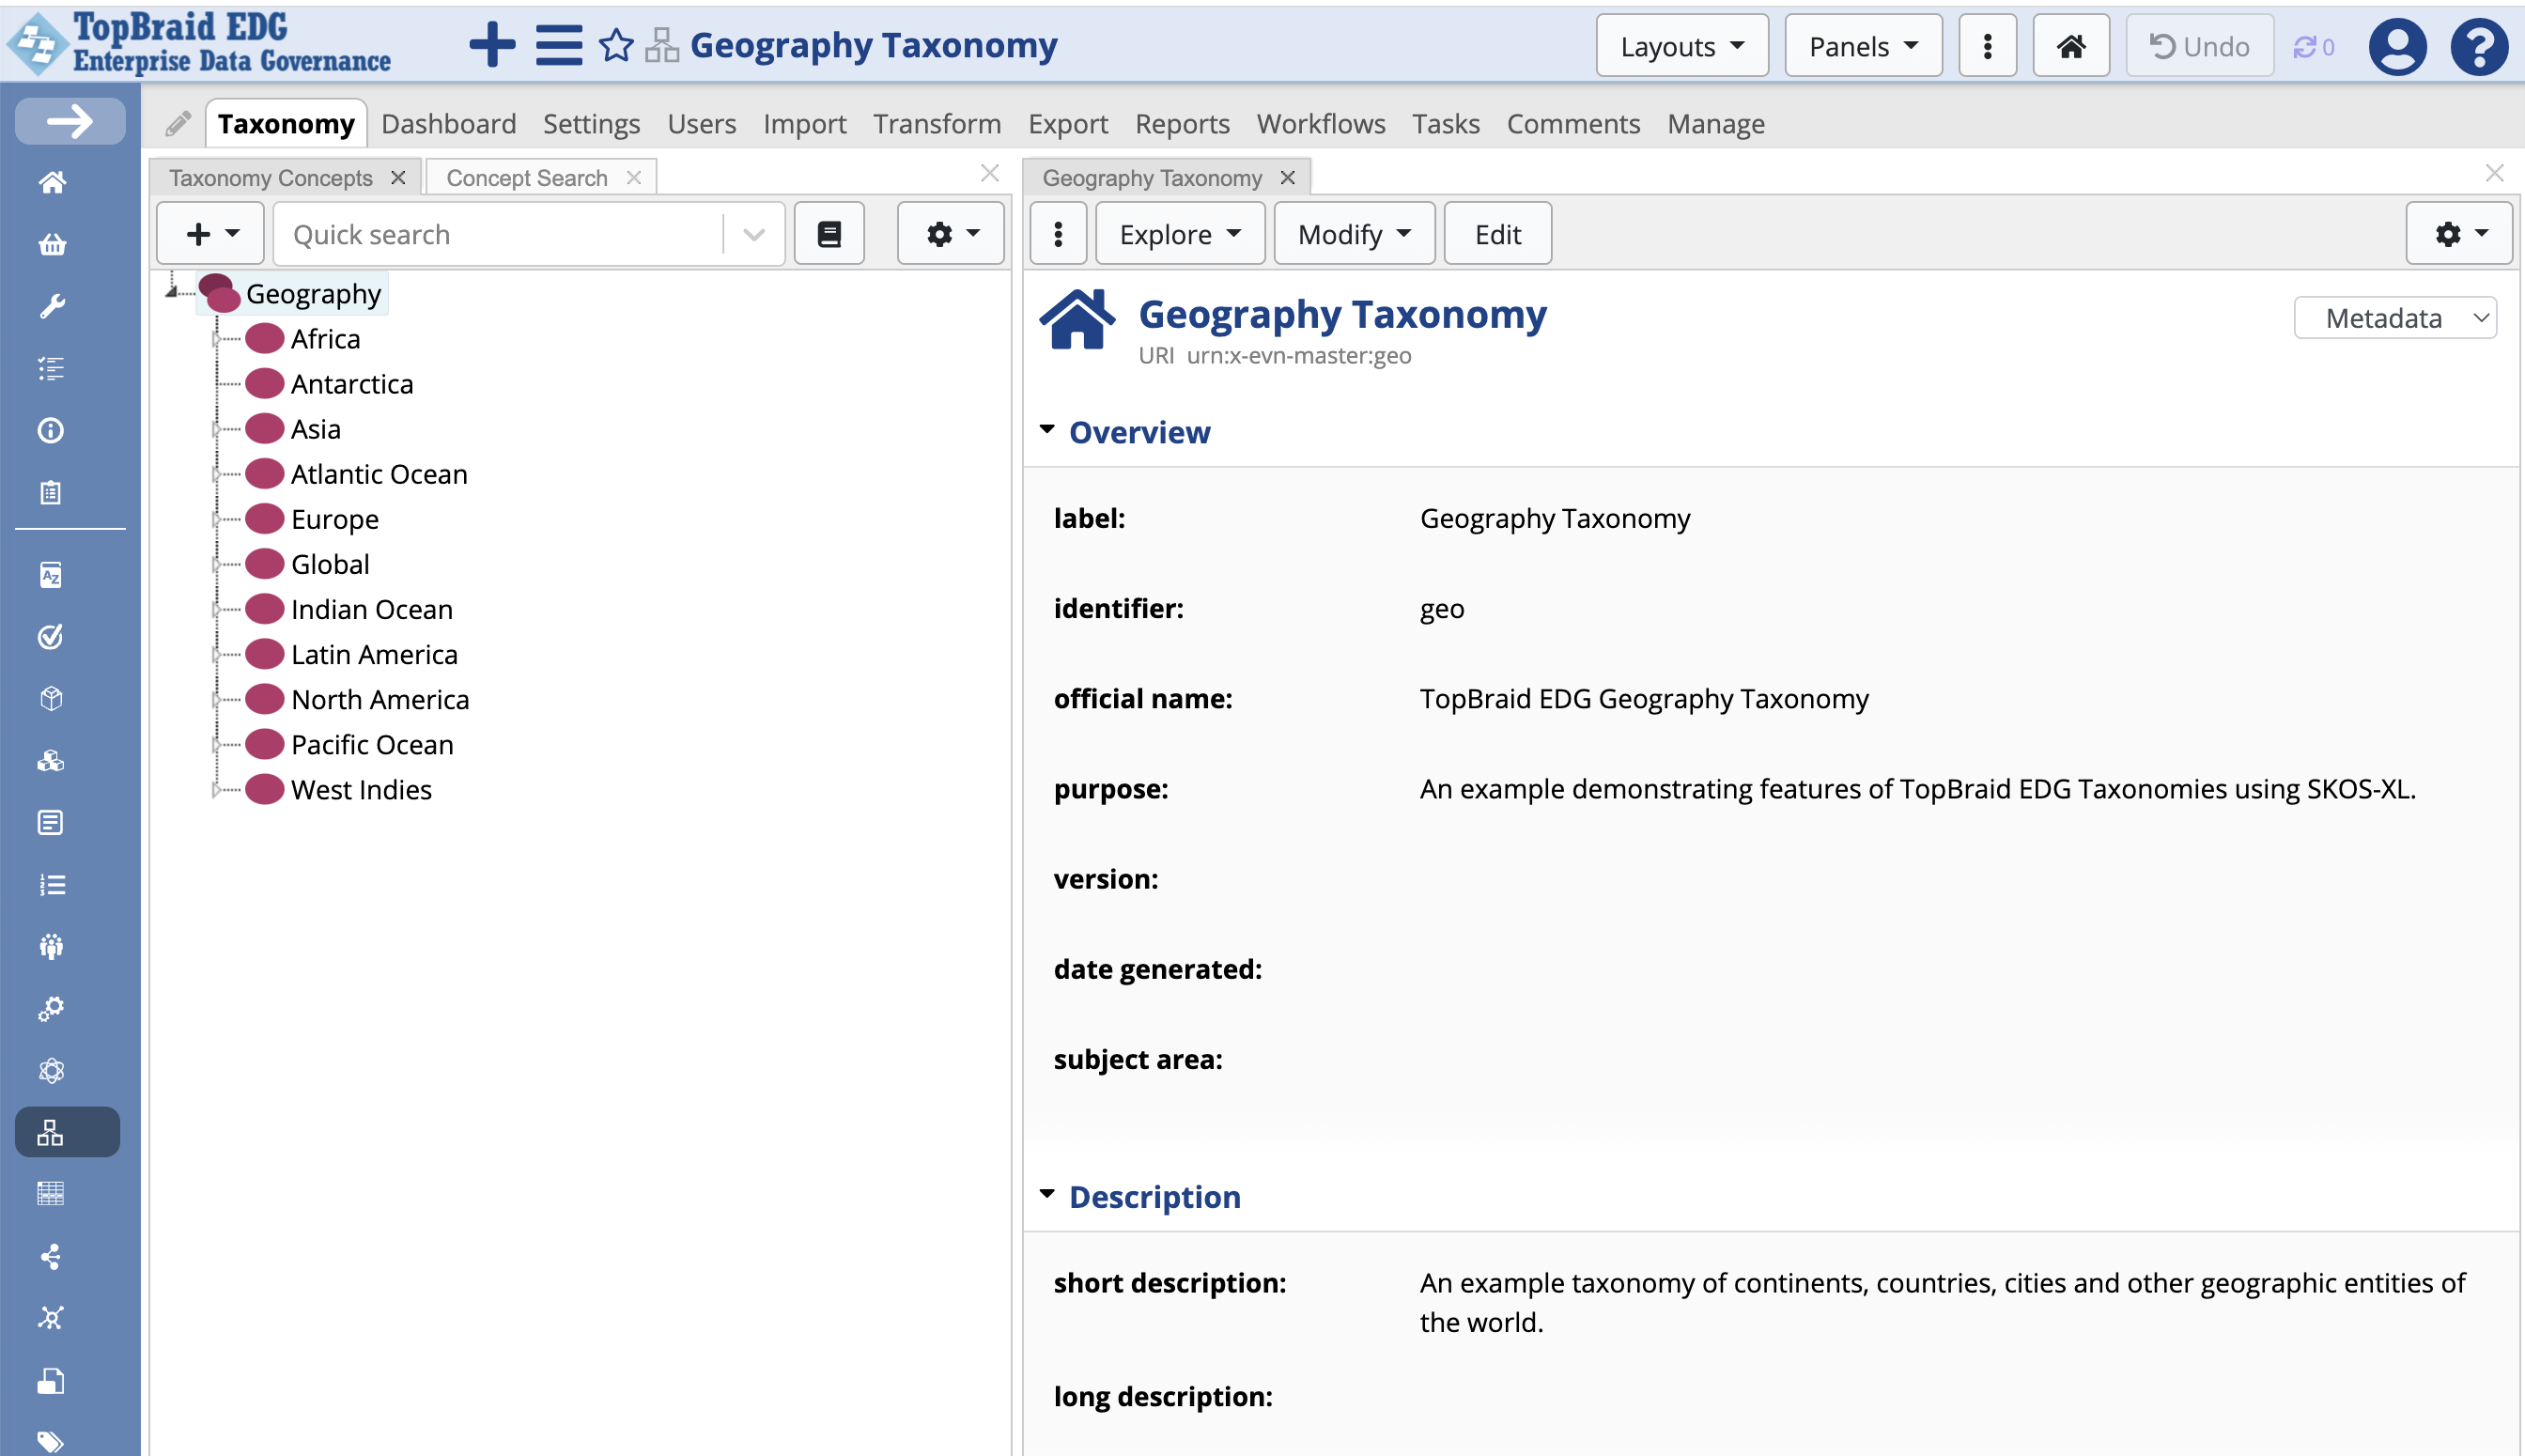 TopBraid EDG
Enterprise Data Governance
Geography Taxonomy
Layouts
Panels
Undo
0
Taxonomy
Dashboard
Settings
Users
Import
Transform
Export
Reports
Workflows
Tasks
Comments
Manage
Taxonomy Concepts
Concept Search
Quick search
Geography
Africa
Antarctica
Asia
Atlantic Ocean
Europe
Global
Indian Ocean
Latin America
North America
Pacific Ocean
West Indies
Geography Taxonomy
Explore
Modify
Edit
Geography Taxonomy
URI urn:x-evn-master:geo
Metadata
Overview
label: Geography Taxonomy
identifier: geo
official name: TopBraid EDG Geography Taxonomy
purpose: An example demonstrating features of TopBraid EDG Taxonomies using SKOS-XL.
version:
date generated:
subject area:
Description
short description: An example taxonomy of continents, countries, cities and other geographic entities of
the world.
long description: